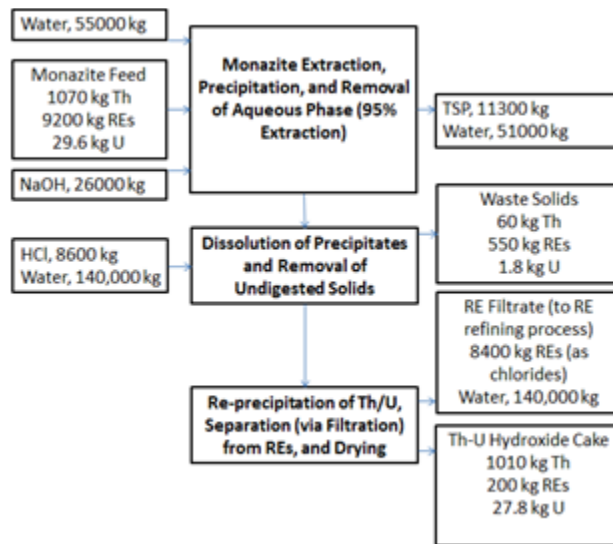 Water, 55000 kg
Monazite Feed
1070 kg Th
9200 kg REs
29.6 kg U
NaOH, 26000 kg
Monazite Extraction,
Precipitation, and Removal
of Aqueous Phase (95%
Extraction)
TSP, 11300 kg
Water, 51000 kg
HCl, 8600 kg
Water, 140,000 kg
Dissolution of Precipitates
and Removal of
Undigested Solids
Waste Solids
60 kg Th
550 kg REs
1.8 kg U
Re-precipitation of Th/U,
Separation (via Filtration)
from REs, and Drying
RE Filtrate (to RE
refining process)
8400 kg REs (as
chlorides)
Water, 140,000 kg
Th-U Hydroxide Cake
1010 kg Th
200 kg REs
27.8 kg U